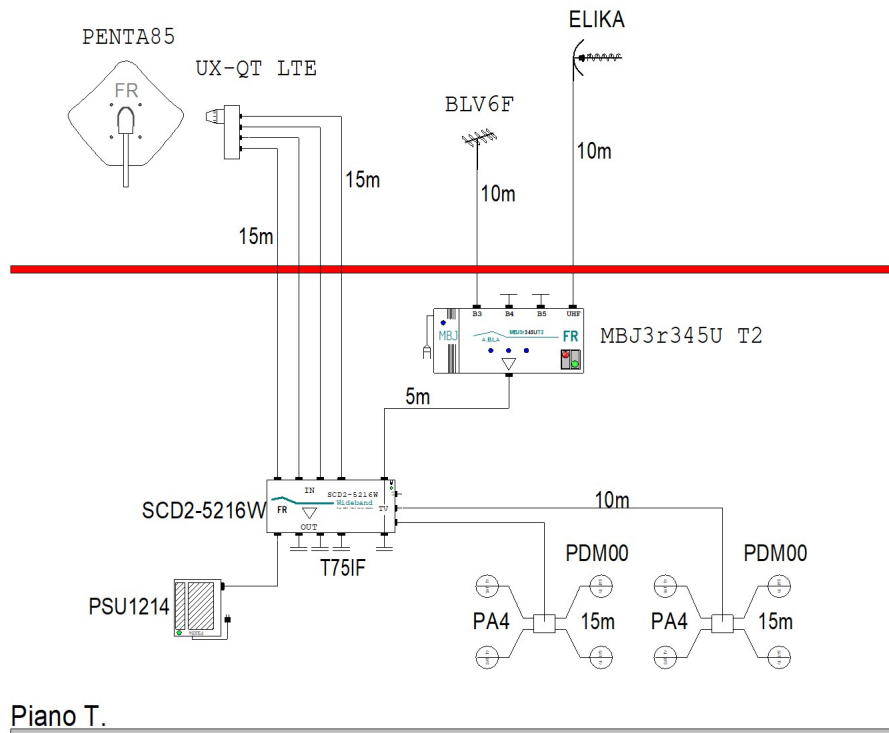 ELIKA
PENTA85
UX-QT LTE
FR
BLV6F
10m
15m
10m
15m
B3
B4
B5
UHF
MBJ
MBJ3r345U T2
FR
MBJ3r345U T2
5m
IN
SCD2-5216W
Wideband
SCD2-5216W
FR
TV
OUT
10m
T75IF
PDM00
PDM00
PSU1214
PA4
15m
PA4
15m
Piano T.